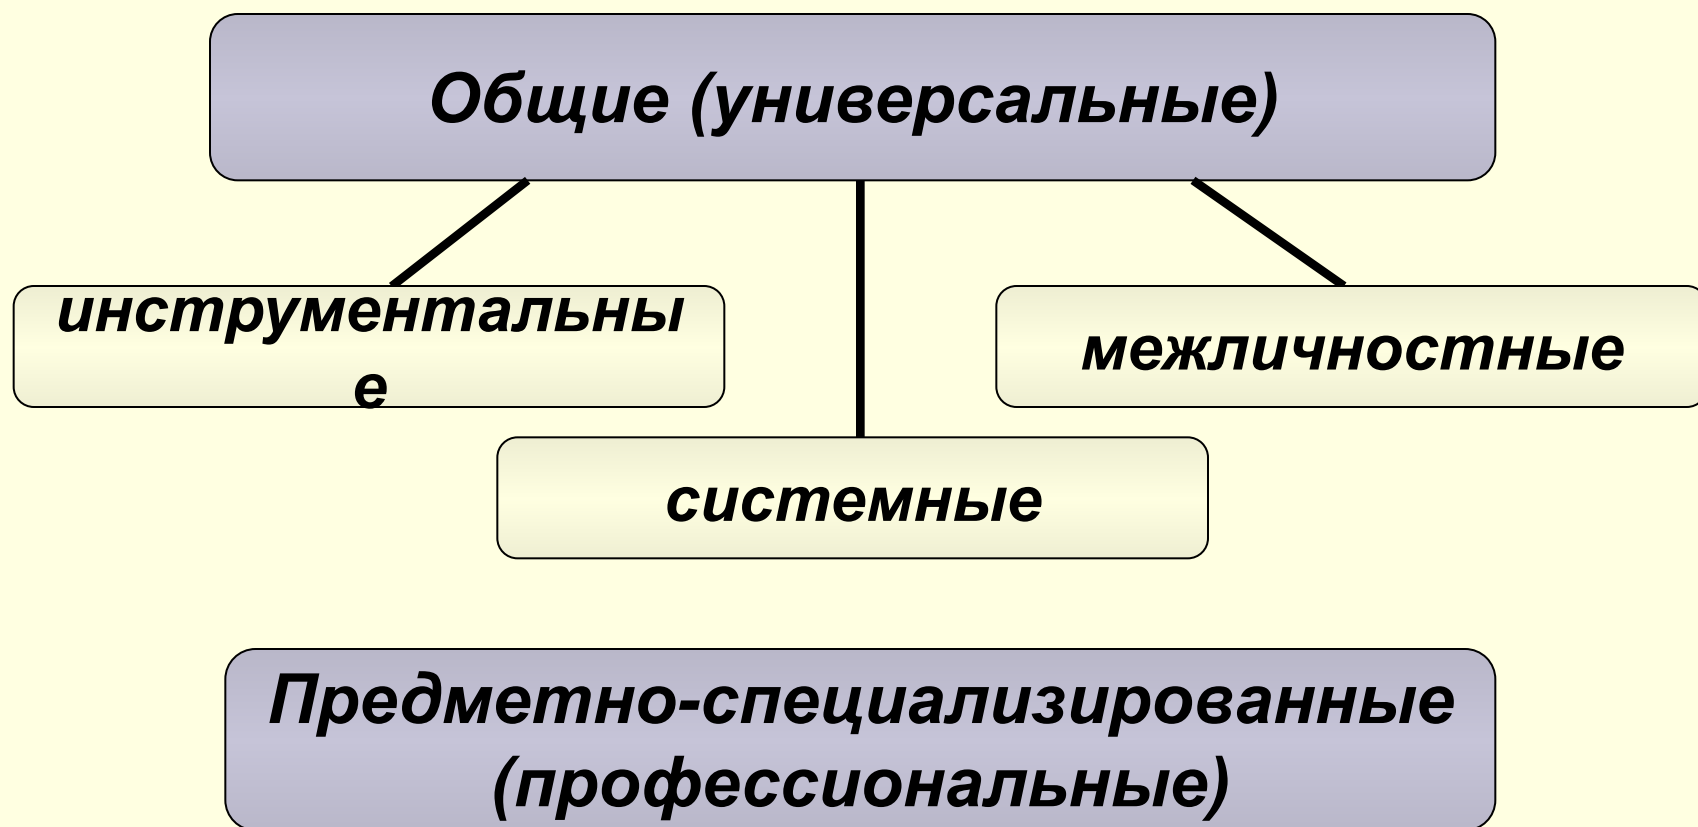 Общие (универсальные)
инструментальны
е
межличностные
системные
Предметно-специализированные
(профессиональные)